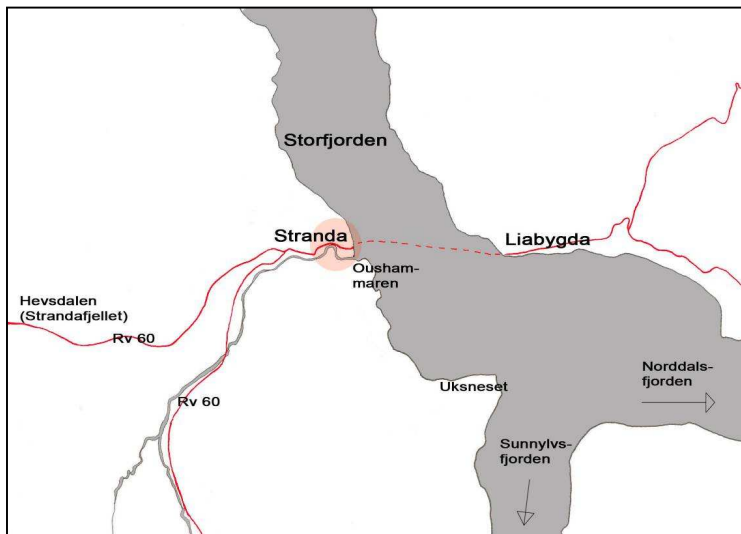 Storfjorden
Stranda
Liabygda
Ousham-
maren
Hevsdalen
(Strandafjellet)
Rv 60
Norddals-
fjorden
Uksneset
Rv 60
Sunnylvs-
fjorden